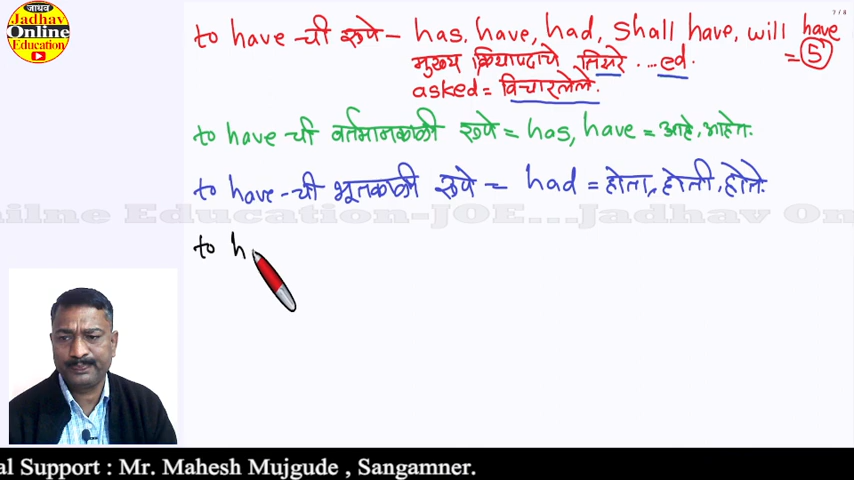 जाधव
Jadhav
Online
Education
2/8
to have ची रूपे - has, have, had, shall have, will have
= 5
मुख्य क्रियापदाचे तिसरे ....ed.
asked = विचारलेले.
to have ची वर्तमानकाळी रूपे = has, have = आहे, आहेत.
to have - ची भूतकाळी रूपे = had = होता, होती, होते.
ailne Education-JOE...Jadhav On
to h
al Support : Mr. Mahesh Mujgude , Sangamner.